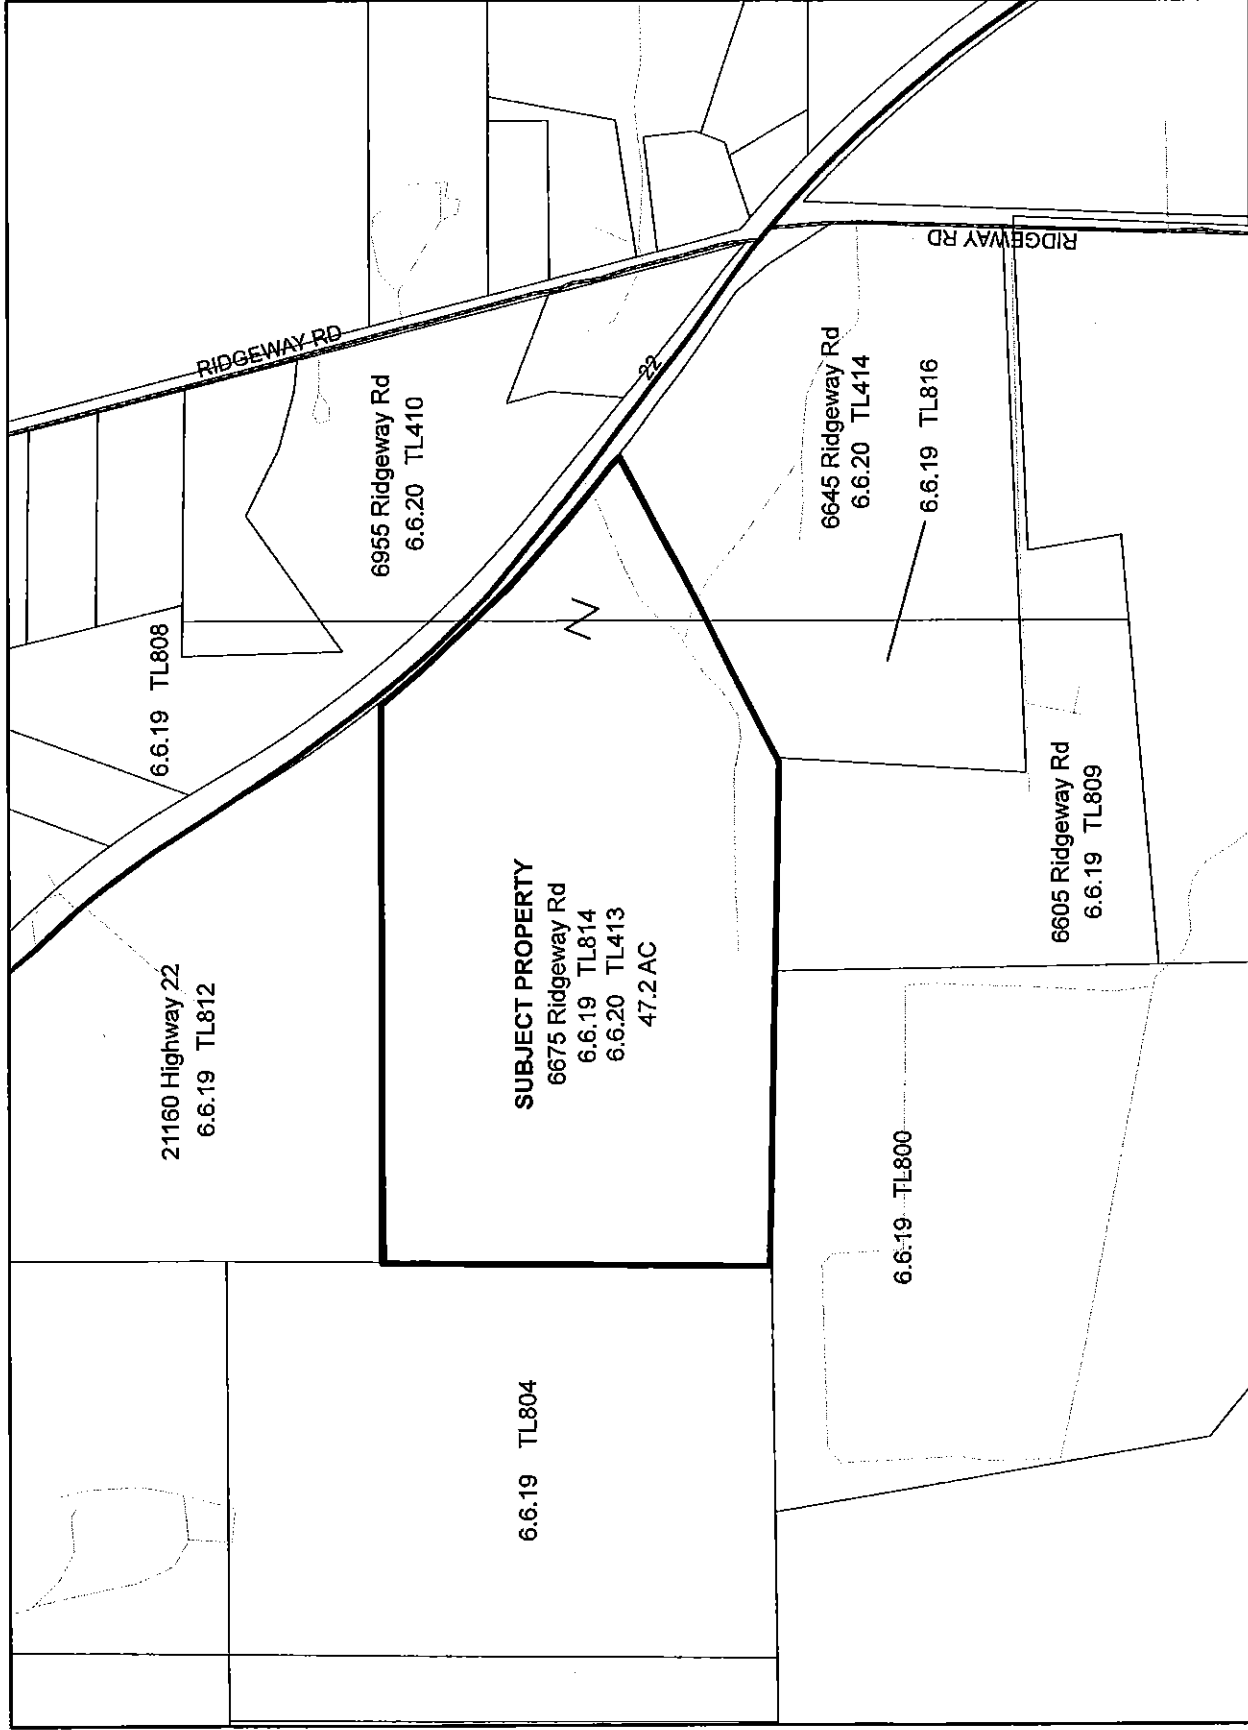 RIDGEWAY RD
6955 Ridgeway Rd
6.6.20 TL410
6.6.19 TL808
22
RIDGEWAY RD
6645 Ridgeway Rd
6.6.20 TL414
6.6.19 TL816
21160 Highway 22
6.6.19 TL812
SUBJECT PROPERTY
6675 Ridgeway Rd
6.6.19 TL814
6.6.20 TL413
47.2 AC
6605 Ridgeway Rd
6.6.19 TL809
6.6.19 TL804
6.6.19 TL800